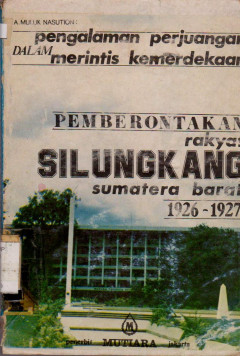 A. MULUK NASUTION
pengalaman perjuangan
DALAM merintis kemerdekaan
PEMBERONTAKAN
rakyat
SILUNGKANG
sumatera barat
1926-1927
M
penerbit MUTIARA jakarta